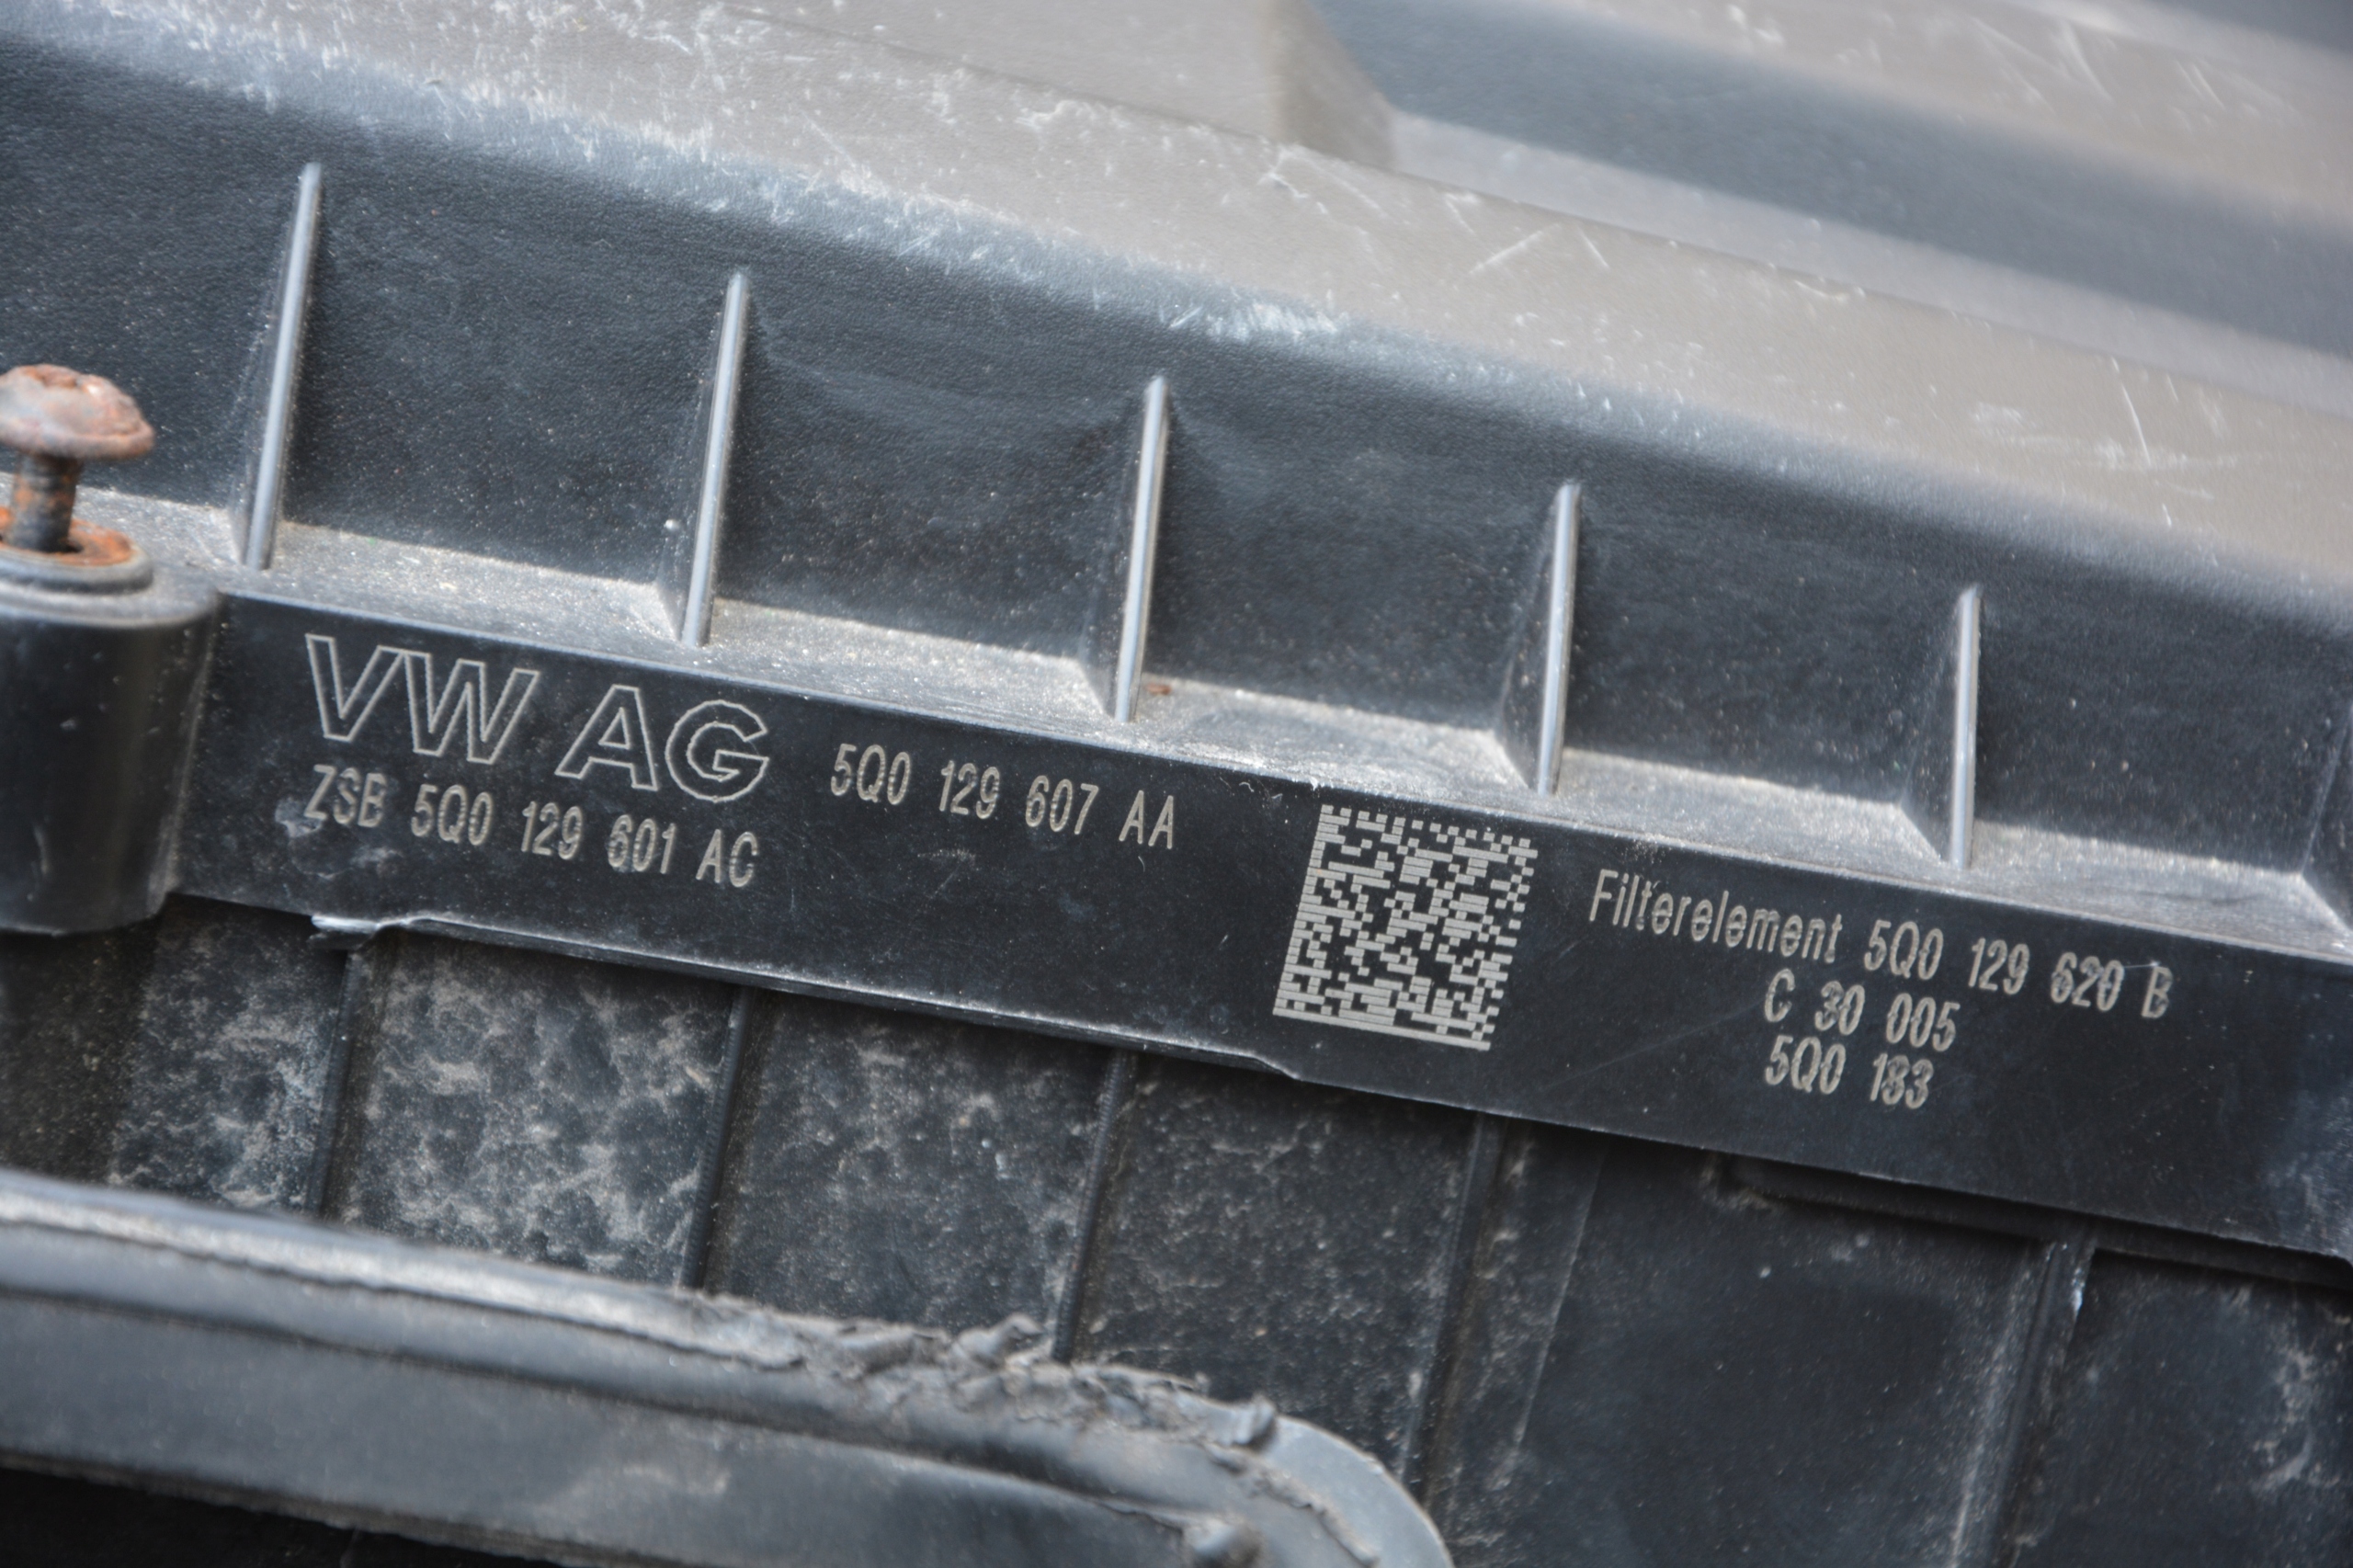 VW AG
5Q0 129 607 AA
ZSB 5Q0 129 601 AC
Filterelement 5Q0 129 620 B
C 30 005
5Q0 183